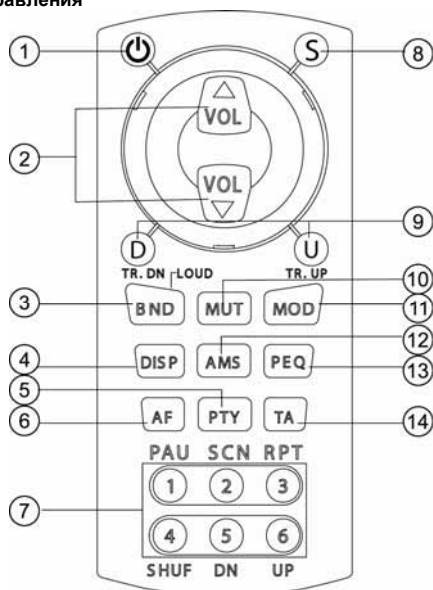 равления
1 S 8
VOL
2
VOL
9
D U
TR. DN LOUD TR. UP
10
3 BND MUT MOD 11
12
4 DISP AMS PEQ 13
5
6 AF PTY TA 14
PAU SCN RPT
1 2 3
7
4 5 6
SHUF DN UP